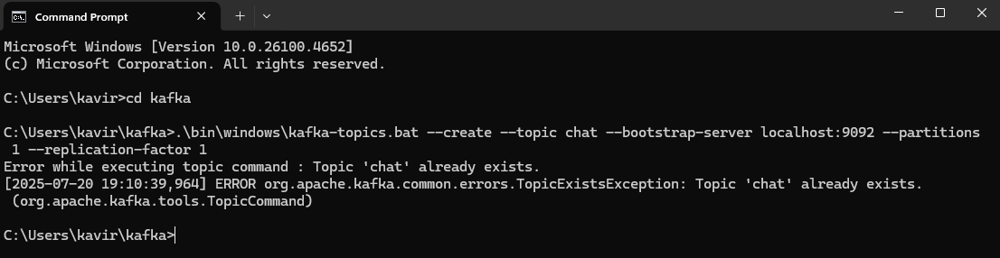 Command Prompt
Microsoft Windows [Version 10.0.26100.4652]
(c) Microsoft Corporation. All rights reserved.
C:\Users\kavir>cd kafka
C:\Users\kavir\kafka>.\bin\windows\kafka-topics.bat --create --topic chat --bootstrap-server localhost:9092 --partitions
 1 --replication-factor 1
Error while executing topic command : Topic 'chat' already exists.
[2025-07-20 19:10:39,964] ERROR org.apache.kafka.common.errors.TopicExistsException: Topic 'chat' already exists.
 (org.apache.kafka.tools.TopicCommand)
C:\Users\kavir\kafka>